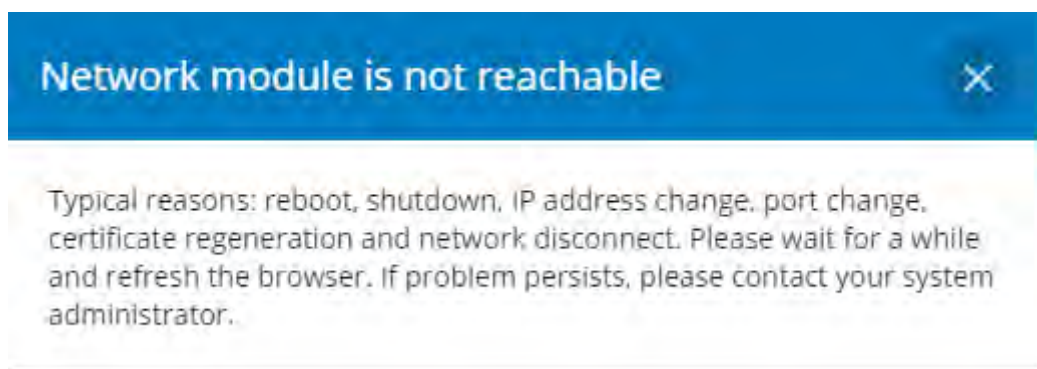 Network module is not reachable
Typical reasons: reboot, shutdown, IP address change, port change,
certificate regeneration and network disconnect. Please wait for a while
and refresh the browser. If problem persists, please contact your system
administrator.